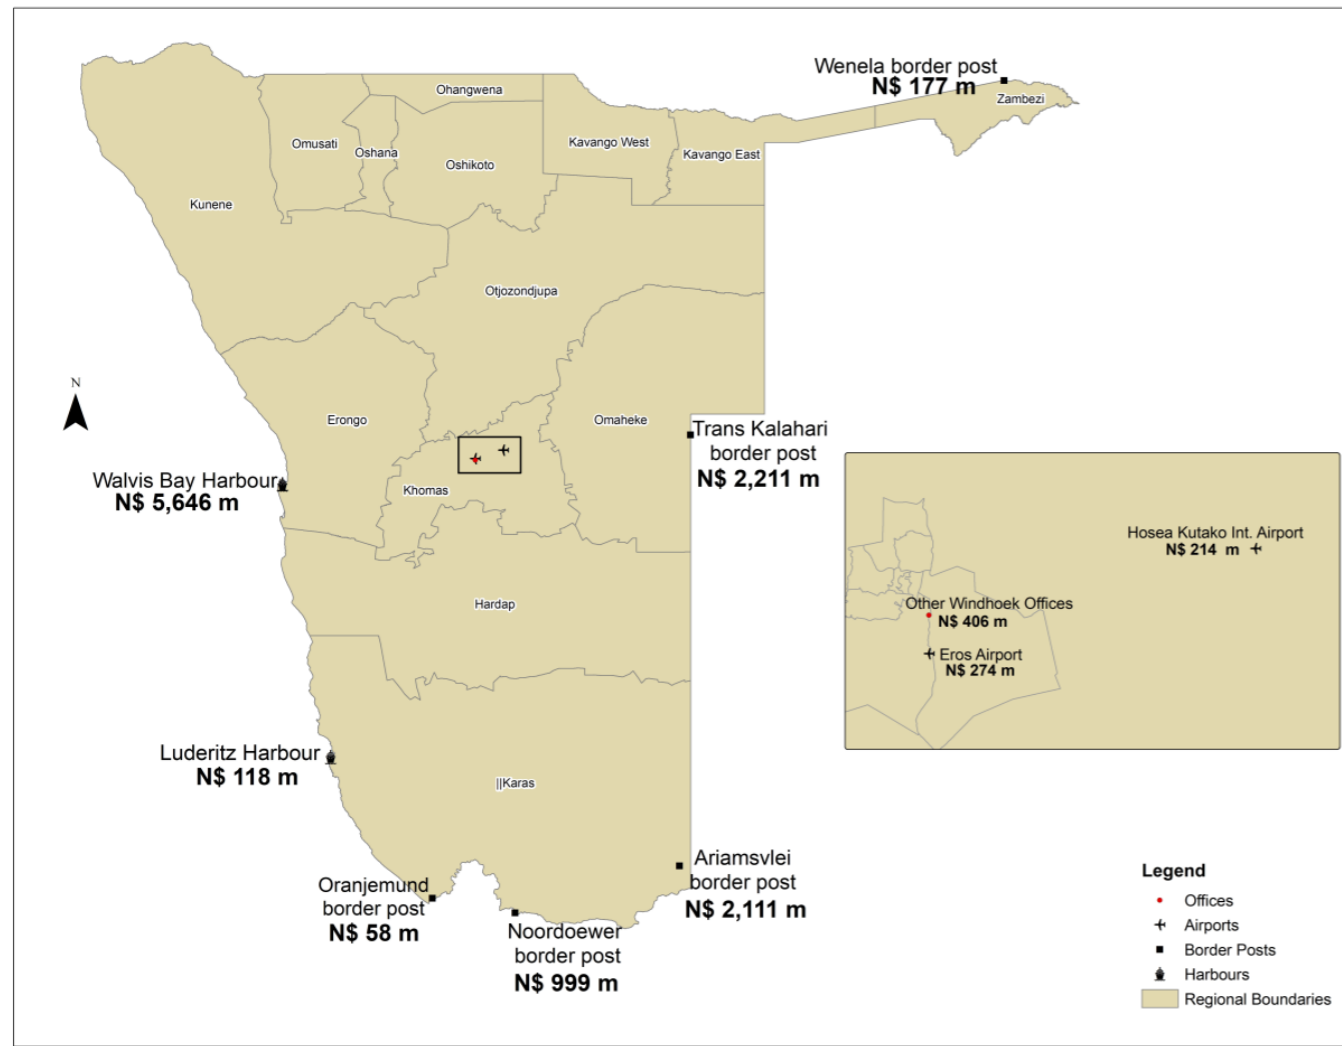 Wenela border post
N$ 177 m
Zambezi
Ohangwena
Omusati
Oshana
Oshikoto
Kavango West
Kavango East
Kunene
Otjozondjupa
N
Erongo
Omaheke
Trans Kalahari
border post
N$ 2,211 m
Walvis Bay Harbour
N$ 5,646 m
Khomas
Hosea Kutako Int. Airport
N$ 214 m
Other Windhoek Offices
N$ 406 m
Eros Airport
N$ 274 m
Hardap
Luderitz Harbour
N$ 118 m
||Karas
Ariamsvlei
border post
N$ 2,111 m
Oranjemund
border post
N$ 58 m
Noordoewer
border post
N$ 999 m
Legend
Offices
Airports
Border Posts
Harbours
Regional Boundaries